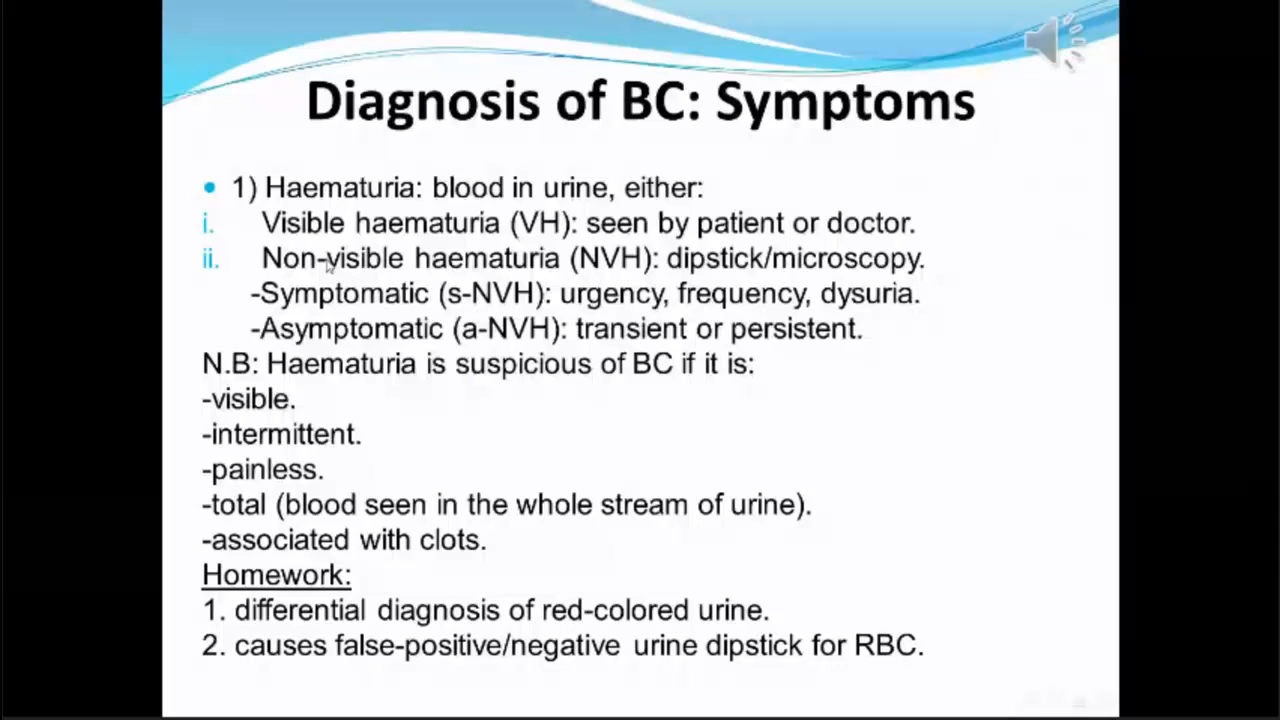 Diagnosis of BC: Symptoms
• 1) Haematuria: blood in urine, either:
i. Visible haematuria (VH): seen by patient or doctor.
ii. Non-visible haematuria (NVH): dipstick/microscopy.
-Symptomatic (s-NVH): urgency, frequency, dysuria.
-Asymptomatic (a-NVH): transient or persistent.
N.B: Haematuria is suspicious of BC if it is:
-visible.
-intermittent.
-painless.
-total (blood seen in the whole stream of urine).
-associated with clots.
Homework:
1. differential diagnosis of red-colored urine.
2. causes false-positive/negative urine dipstick for RBC.